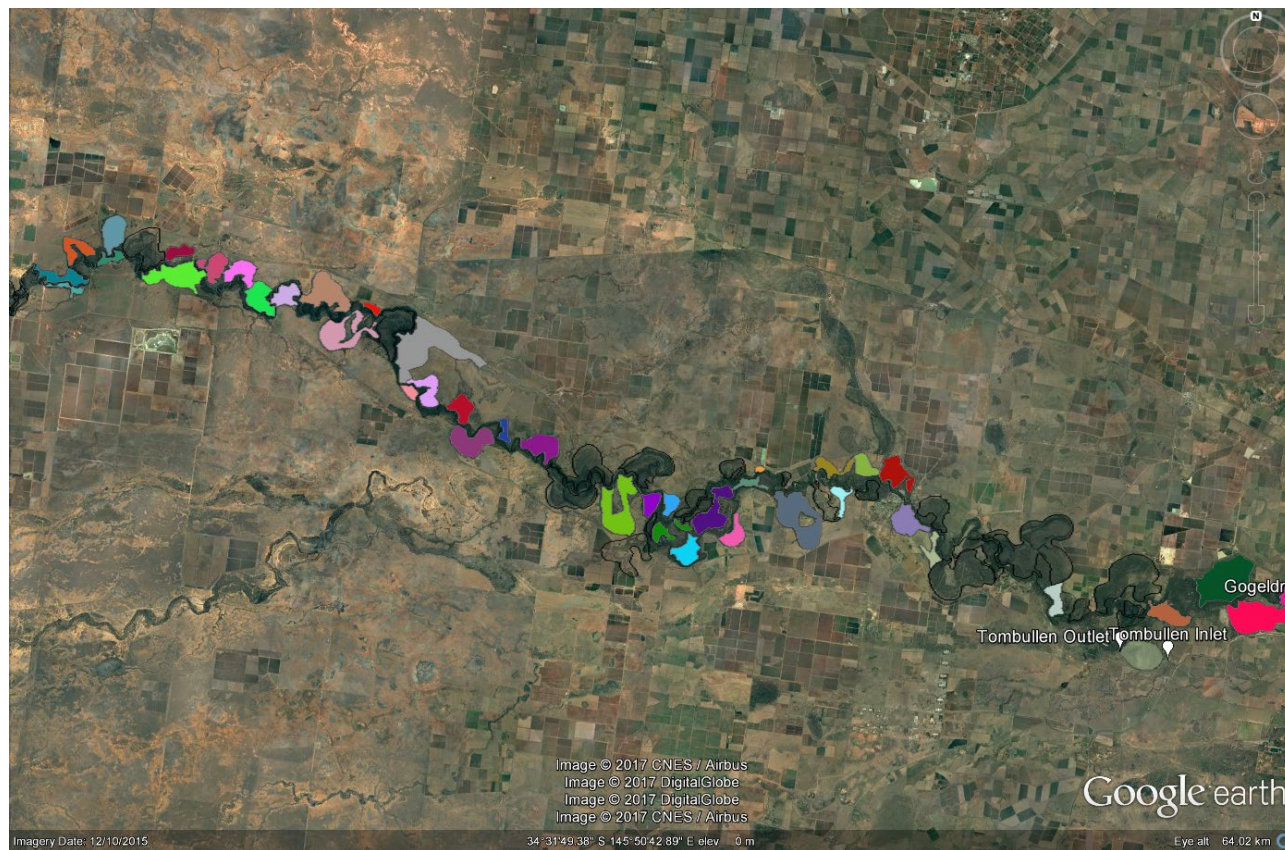 N
Gogeldr
Tombullen Outlet
Tombullen Inlet
Image © 2017 CNES / Airbus
Image © 2017 DigitalGlobe
Image © 2017 DigitalGlobe
Image © 2017 CNES / Airbus
Google earth
Imagery Date: 12/10/2015
34°31'49.38" S 145°50'42.89" E elev 0 m
Eye alt 64.02 km